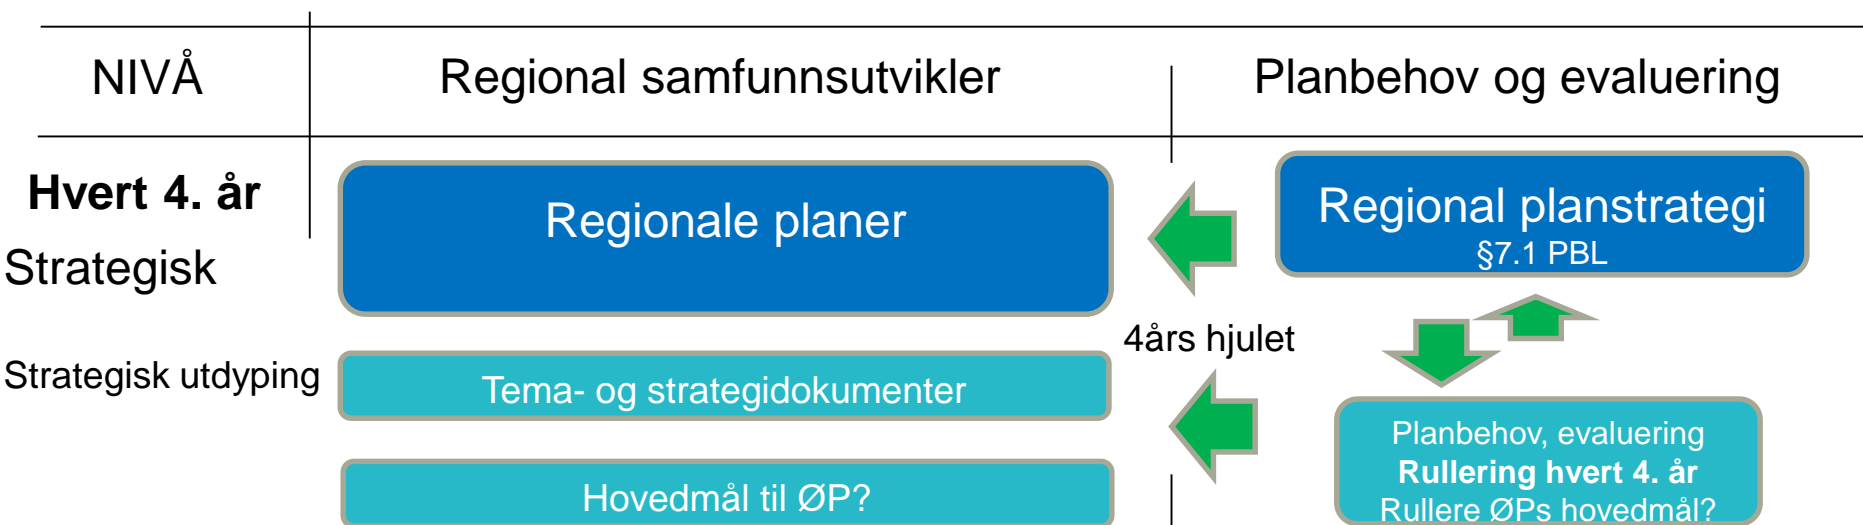 NIVÅ
Regional samfunnsutvikler
Planbehov og evaluering
Hvert 4. år
Strategisk
Regionale planer
Regional planstrategi
§7.1 PBL
4års hjulet
Strategisk utdyping
Tema- og strategidokumenter
Planbehov, evaluering
Rullering hvert 4. år
Rullere ØPs hovedmål?
Hovedmål til ØP?